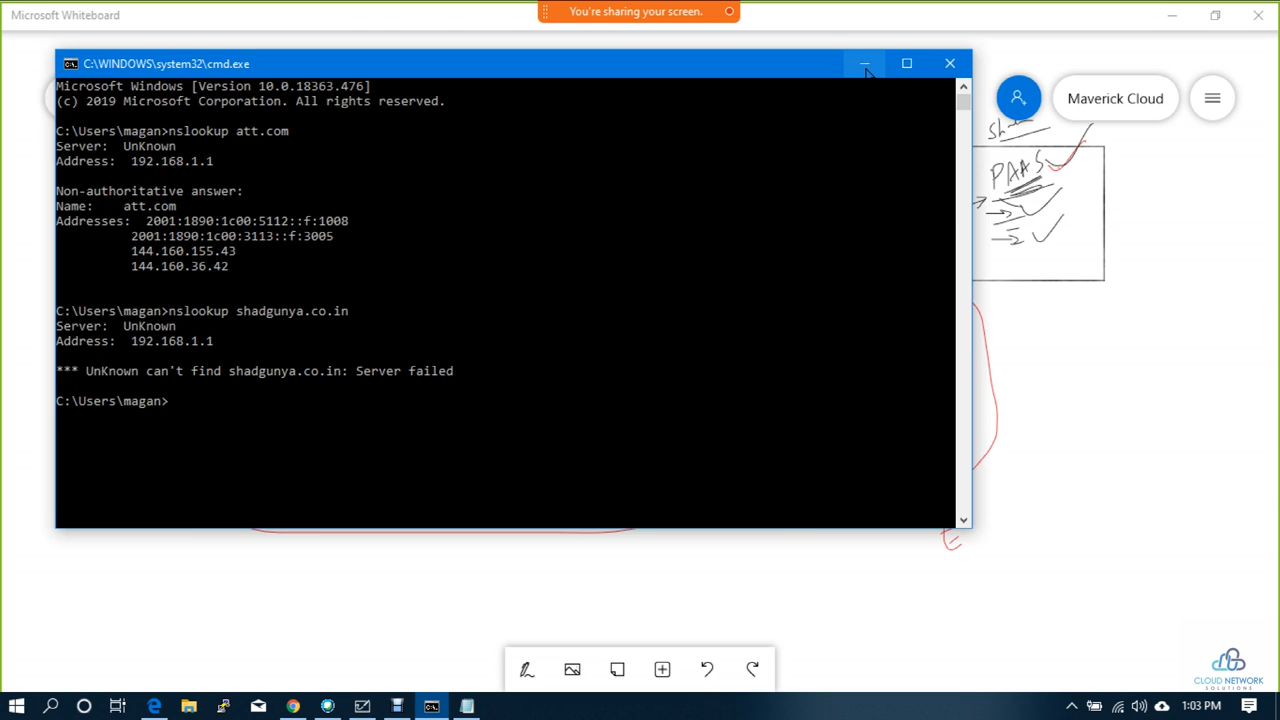 Microsoft Whiteboard
You're sharing your screen.
C:\WINDOWS\system32\cmd.exe
Microsoft Windows [Version 10.0.18363.476]
(c) 2019 Microsoft Corporation. All rights reserved.
C:\Users\magan>nslookup att.com
Server:  UnKnown
Address:  192.168.1.1
Non-authoritative answer:
Name:    att.com
Addresses:  2001:1890:1c00:5112::f:1008
2001:1890:1c00:3113::f:3005
144.160.155.43
144.160.36.42
C:\Users\magan>nslookup shadgunya.co.in
Server:  UnKnown
Address:  192.168.1.1
*** UnKnown can't find shadgunya.co.in: Server failed
C:\Users\magan>
Maverick Cloud
PAAS
CLOUD NETWORK
SOLUTIONS
1:03 PM